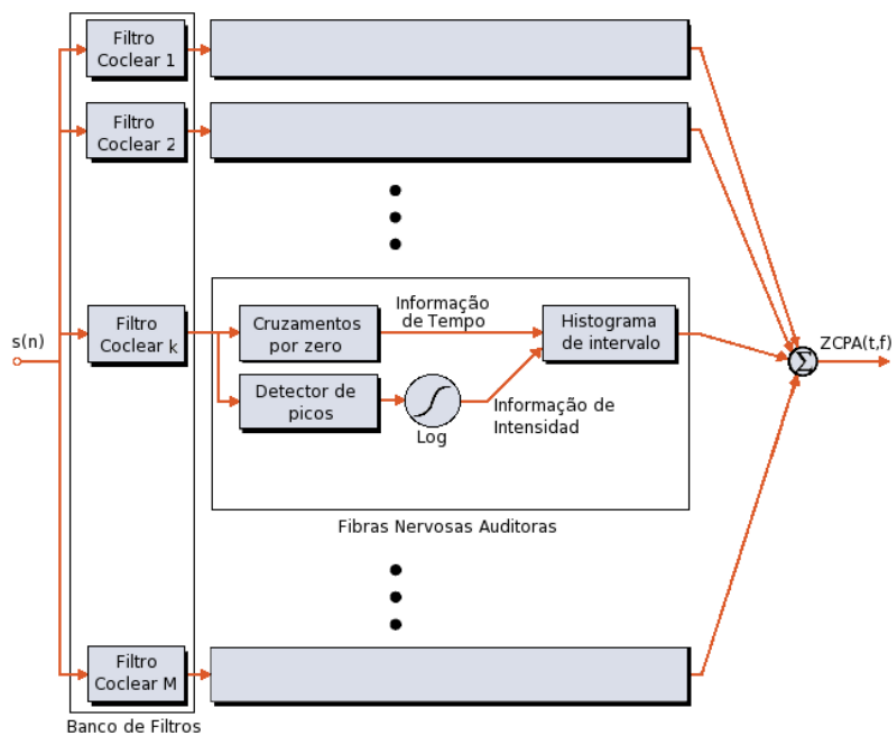 Filtro
Coclear 1
Filtro
Coclear 2
s(n)
Filtro
Coclear k
Cruzamentos
por zero
Informação
de Tempo
Histograma
de intervalo
ZCPA(t,f)
Σ
Detector de
picos
Log
Informação de
Intensidad
Fibras Nervosas Auditoras
Filtro
Coclear M
Banco de Filtros